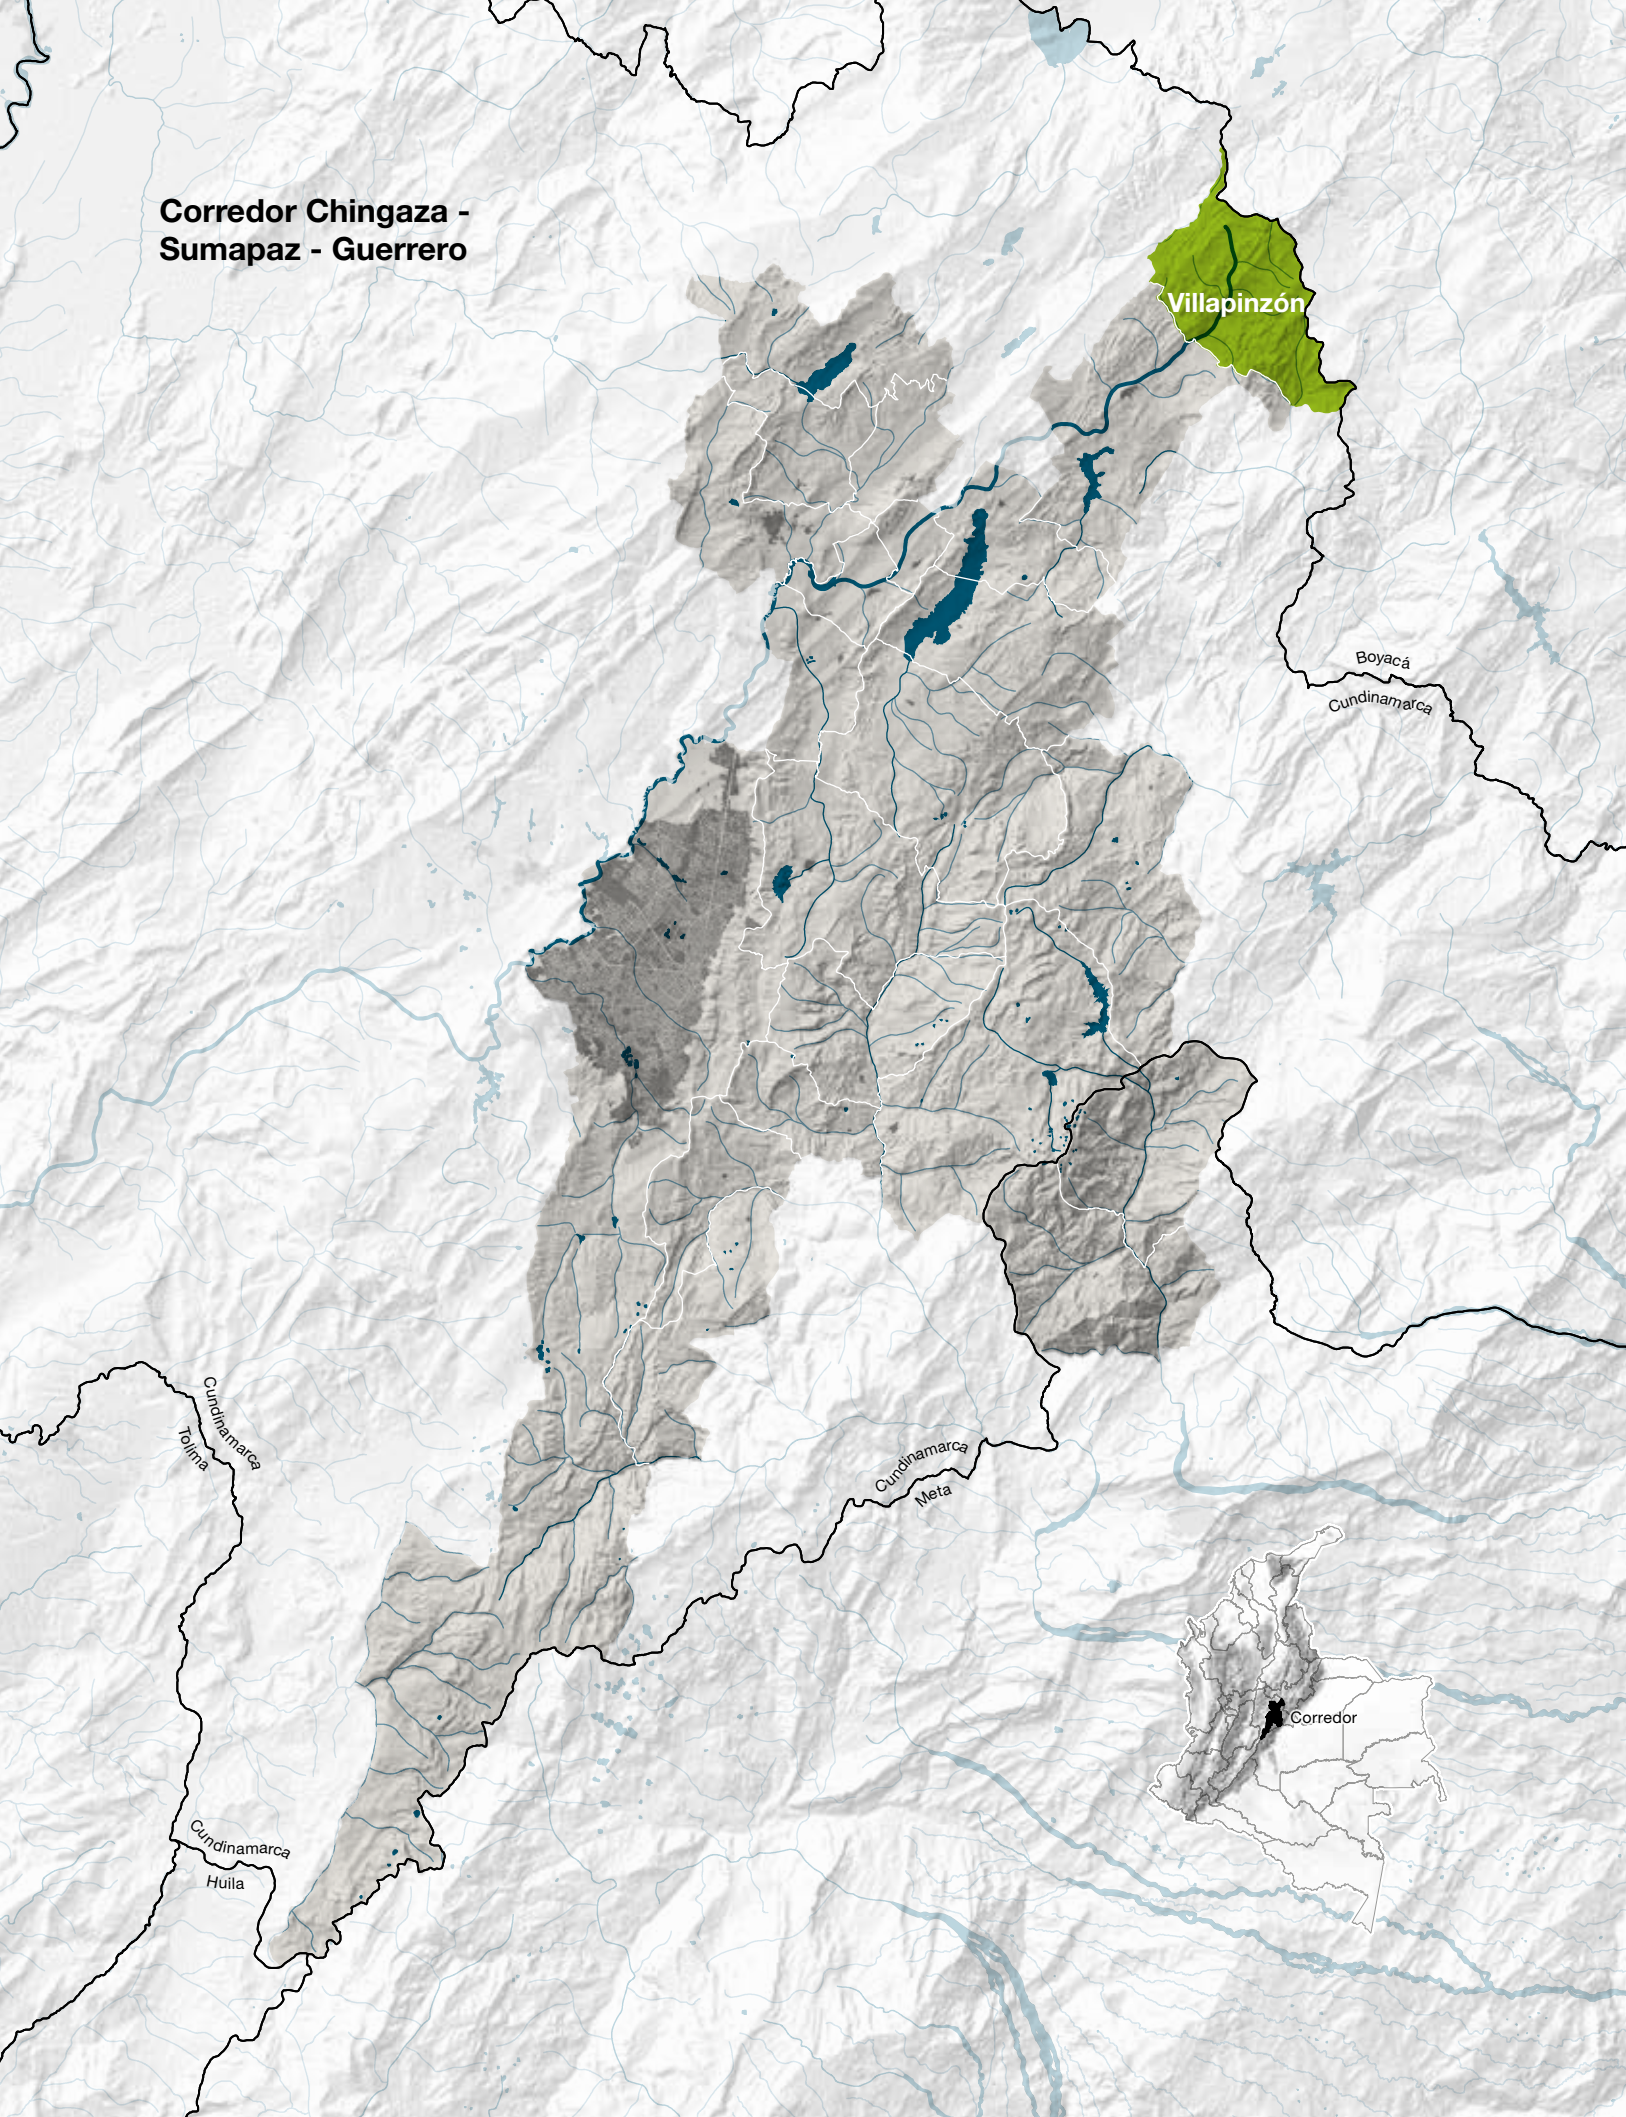 Corredor Chingaza -
Sumapaz - Guerrero
Villapinzón
Boyacá
Cundinamarca
Cundinamarca
Tolima
Cundinamarca
Meta
Corredor
Cundinamarca
Huila